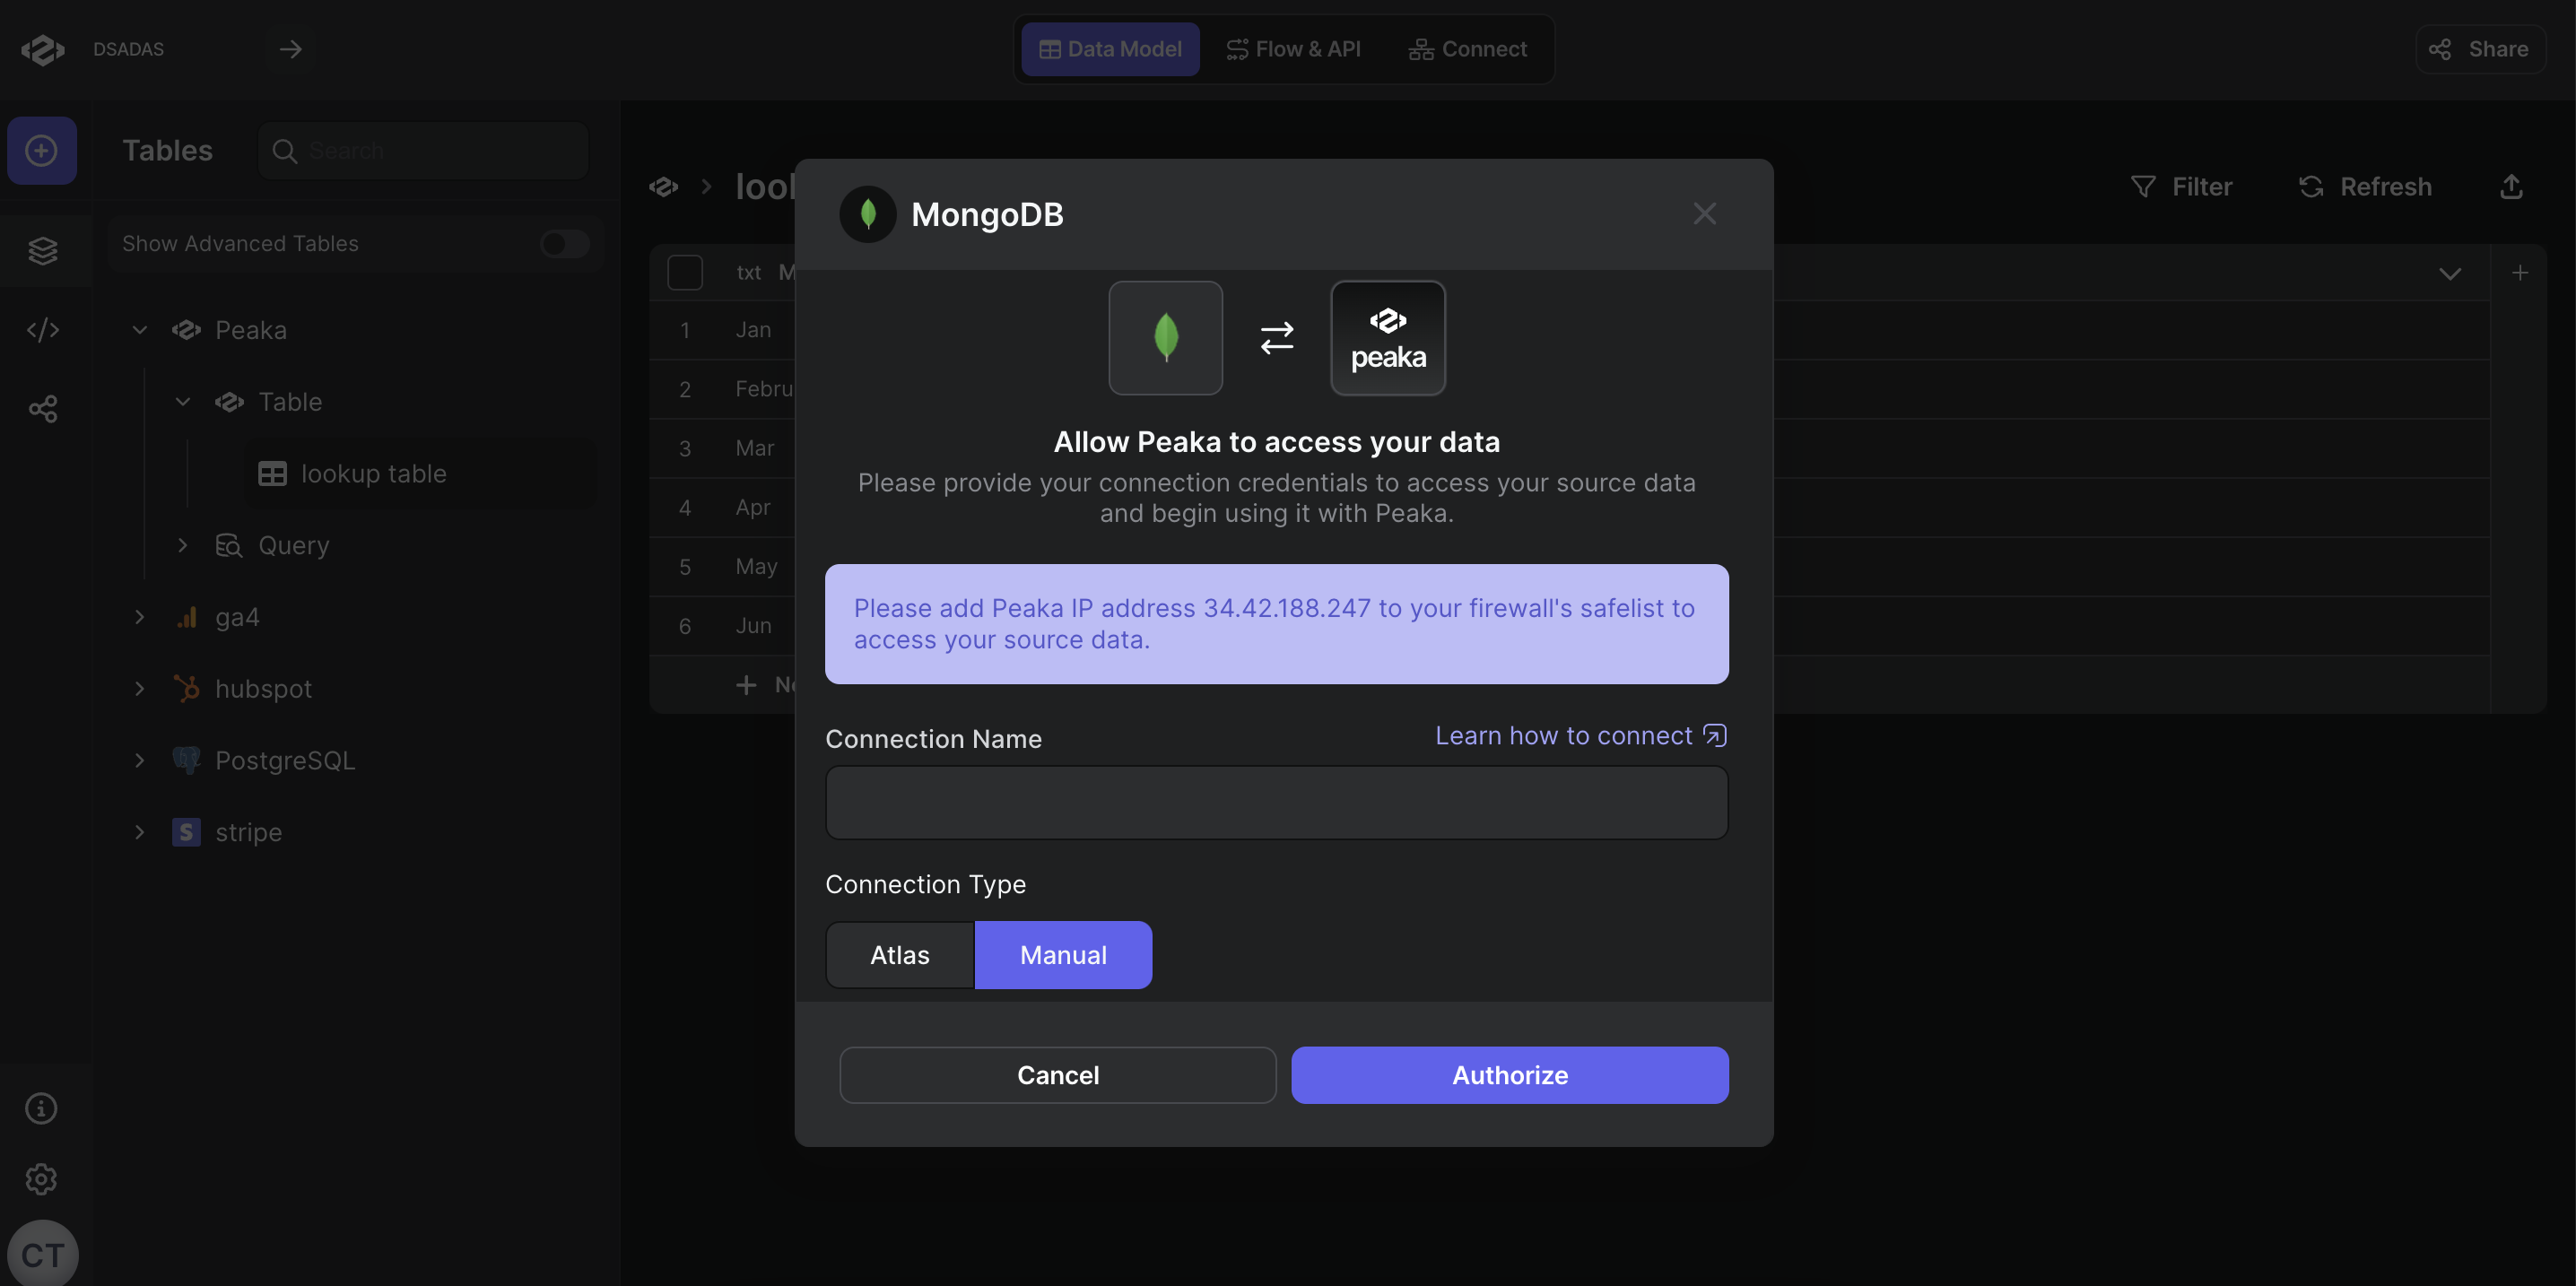 DSADAS
Data Model
Flow & API
Connect
Share
Tables
Search
Show Advanced Tables
Peaka
Table
lookup table
Query
ga4
hubspot
PostgreSQL
S stripe
CT
Filter
Refresh
txt
1 Jan
2
3 Mar
4 Apr
5 May
6 Jun
MongoDB
peaka
Allow Peaka to access your data
Please provide your connection credentials to access your source data
and begin using it with Peaka.
Please add Peaka IP address 34.42.188.247 to your firewall's safelist to
access your source data.
Connection Name
Learn how to connect
Connection Type
Atlas
Manual
Cancel
Authorize